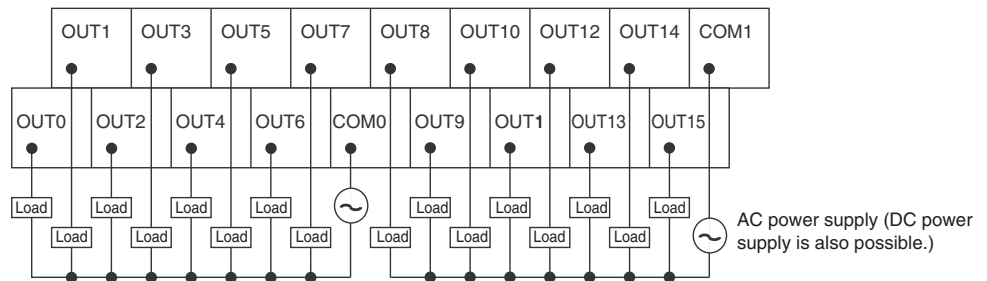 OUT1 OUT3 OUT5 OUT7 OUT8 OUT10 OUT12 OUT14 COM1
OUT0 OUT2 OUT4 OUT6 COM0 OUT9 OUT1 OUT13 OUT15
Load Load Load Load Load Load Load Load
Load Load Load Load Load Load Load Load
AC power supply (DC power
supply is also possible.)